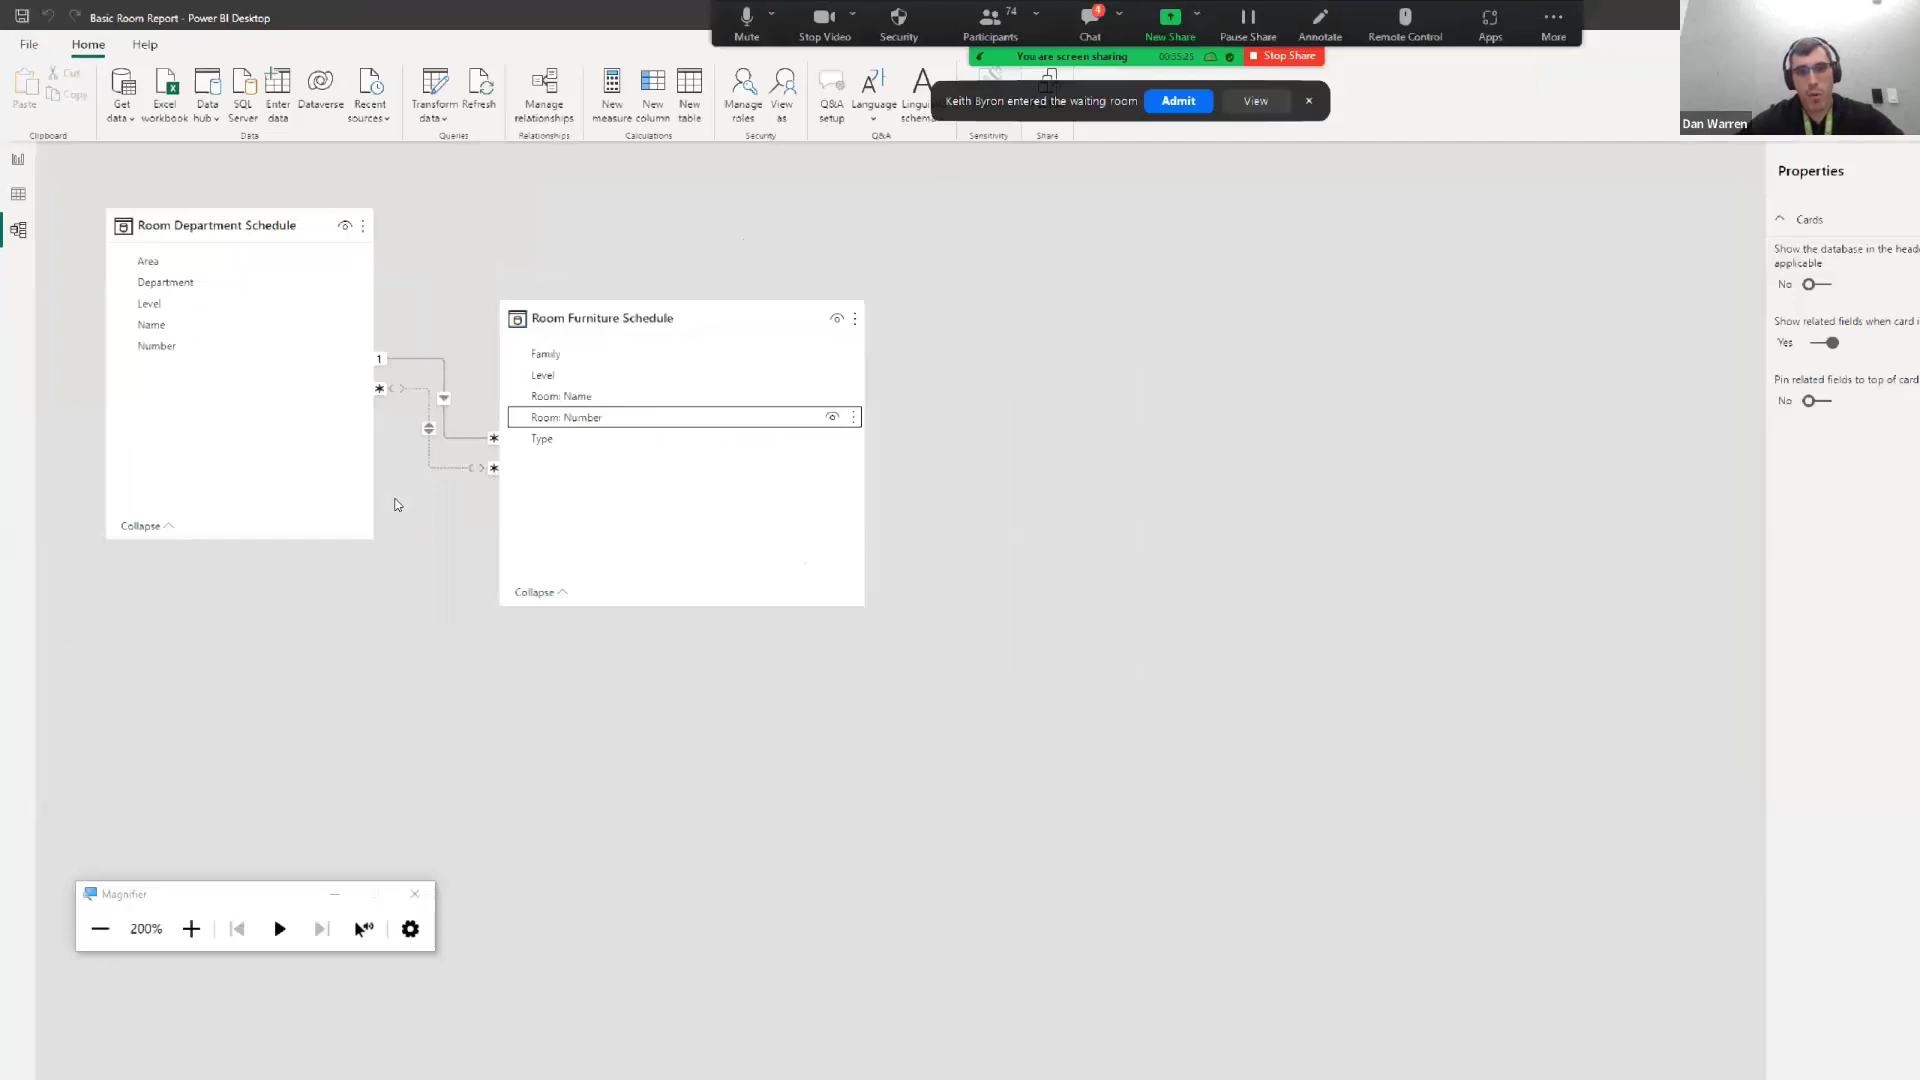 Basic Room Report - Power BI Desktop
File
Home
Help
Mute
Stop Video
Security
74
Participants
4
Chat
New Share
Pause Share
Annotate
Remote Control
Apps
More
You are screen sharing
00:55:25
Stop Share
Keith Byron entered the waiting room
Admit
View
Dan Warren
Paste
Cut
Copy
Clipboard
Get
data
Excel
workbook
Data
hub
SQL
Server
Enter
data
Dataverse
Recent
sources
Data
Transform
data
Refresh
Queries
Manage
relationships
Relationships
New
measure
New
column
New
table
Calculations
Manage
roles
View
as
Security
Q&A
setup
Language
Q&A
Sensitivity
Share
Room Department Schedule
Area
Department
Level
Name
Number
Collapse
1
*
*
*
Room Furniture Schedule
Family
Level
Room: Name
Room: Number
Type
Collapse
Properties
Cards
Show the database in the heade
applicable
No
Show related fields when card i
Yes
Pin related fields to top of card
No
Magnifier
200%